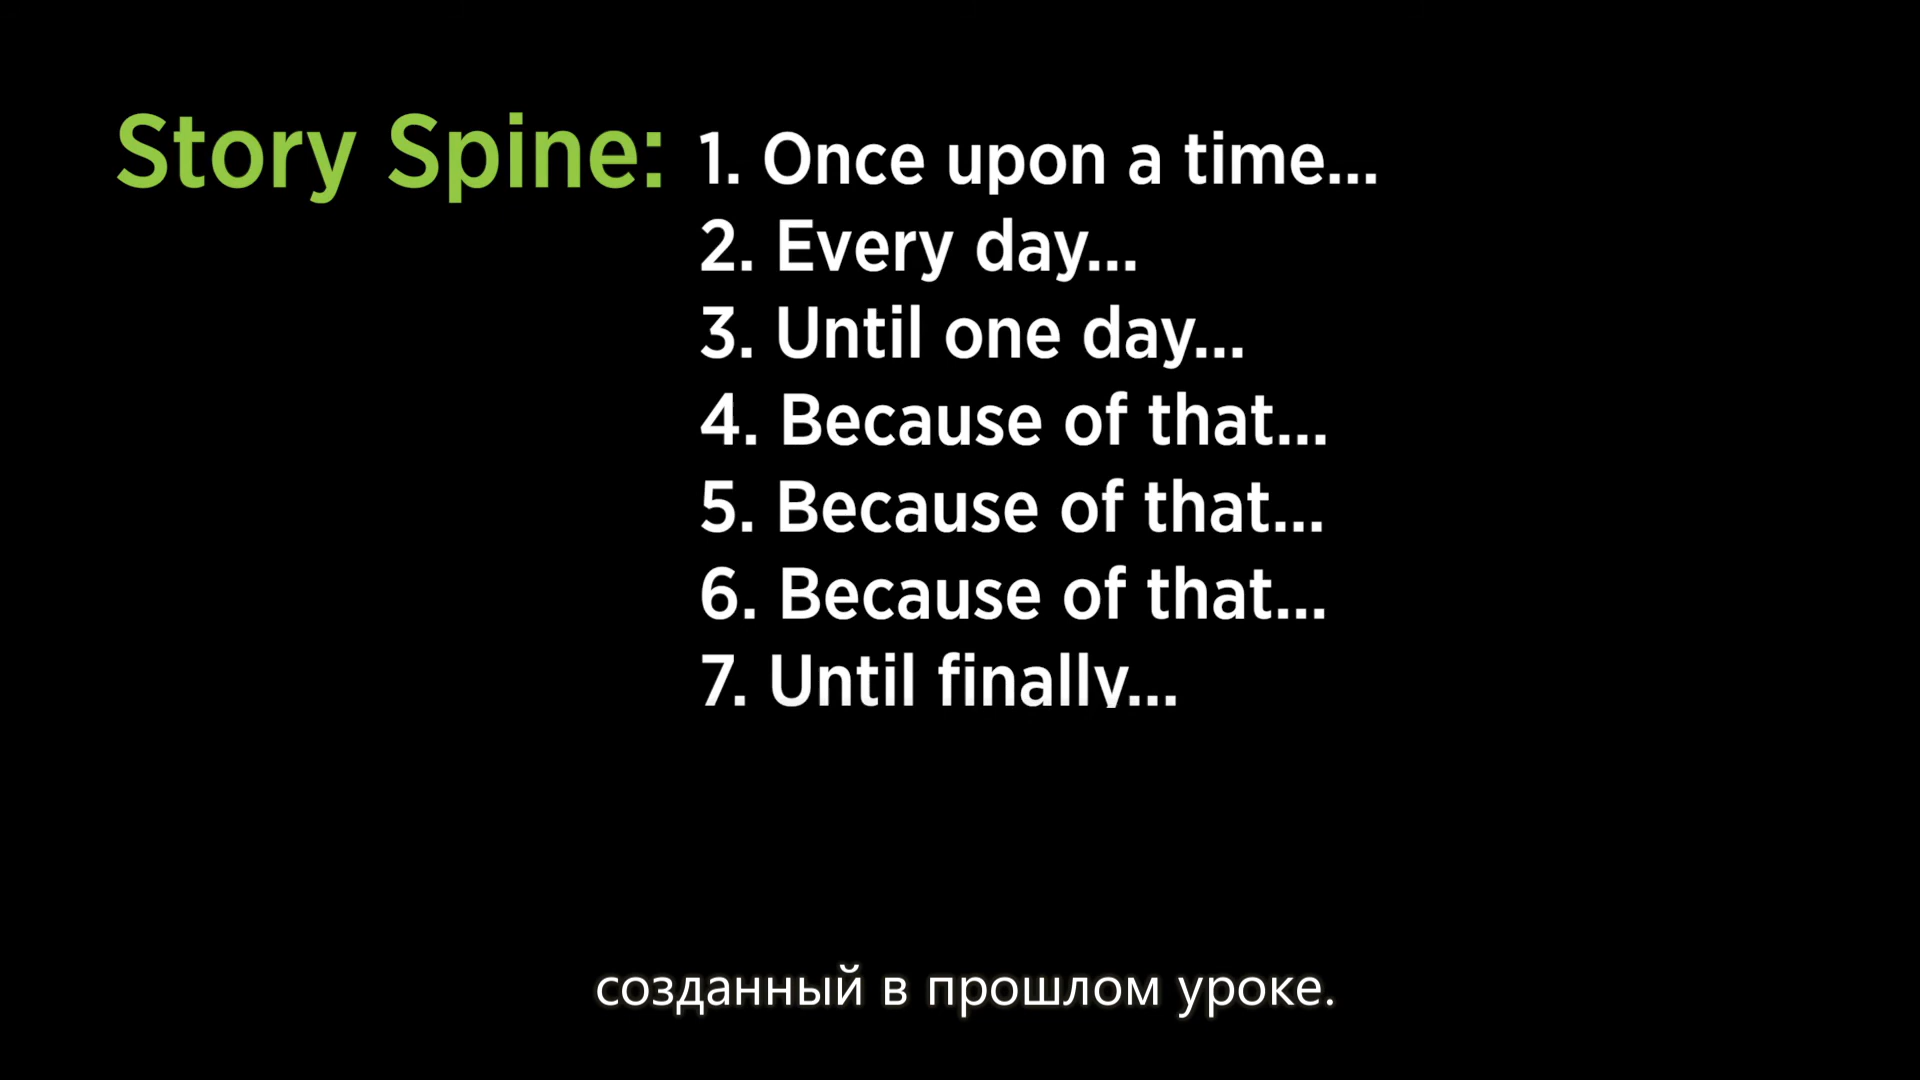 Story Spine:
1. Once upon a time...
2. Every day...
3. Until one day...
4. Because of that...
5. Because of that...
6. Because of that...
7. Until finally...
созданный в прошлом уроке.